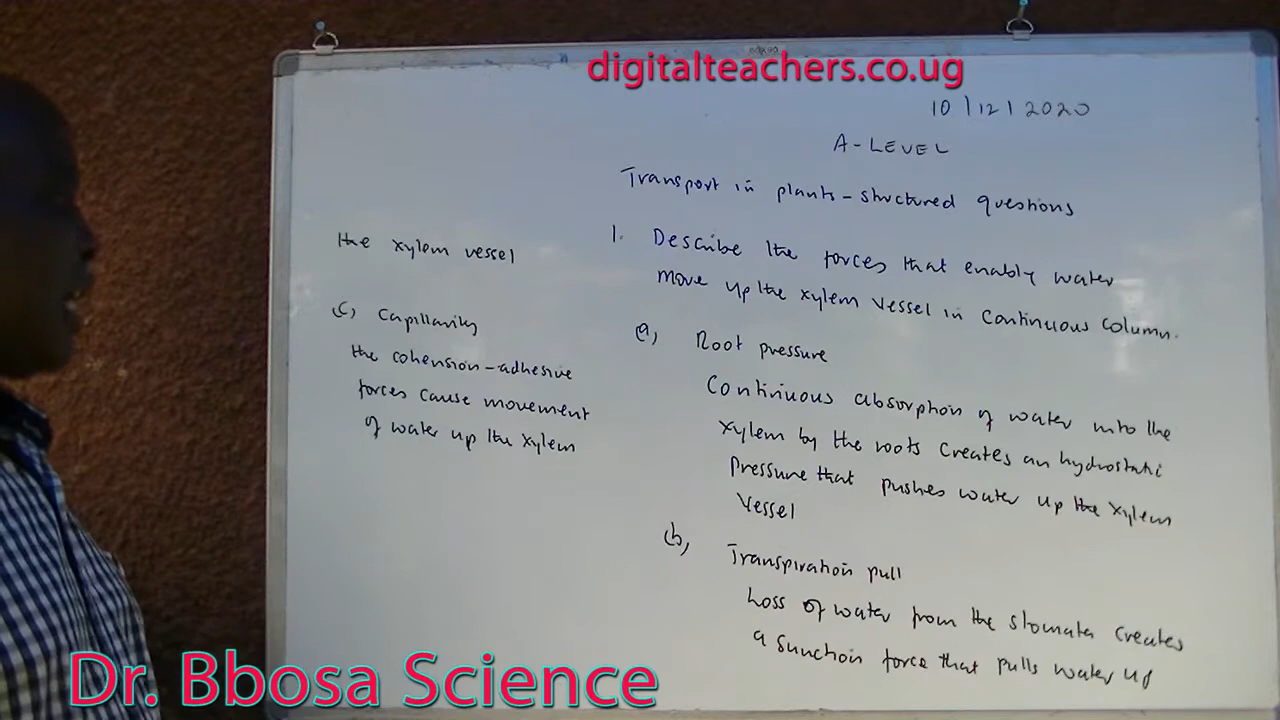 digitalteachers.co.ug
10/12/2020
A-LEVEL
Transport in plants-structured questions
1. Describe the forces that enably water
move up the xylem vessel in continuous column.
(a) Root pressure
Continuous absorption of water into the
xylem by the roots creates an hydrostatic
pressure that pushes water up the xylem
vessel
(b) Transpiration pull
Loss of water from the stomata creates
a sunction force that pulls water up
the xylem vessel
(c) Capillarity
the cohension-adhesive
forces cause movement
of water up the xylem
Dr. Bbosa Science